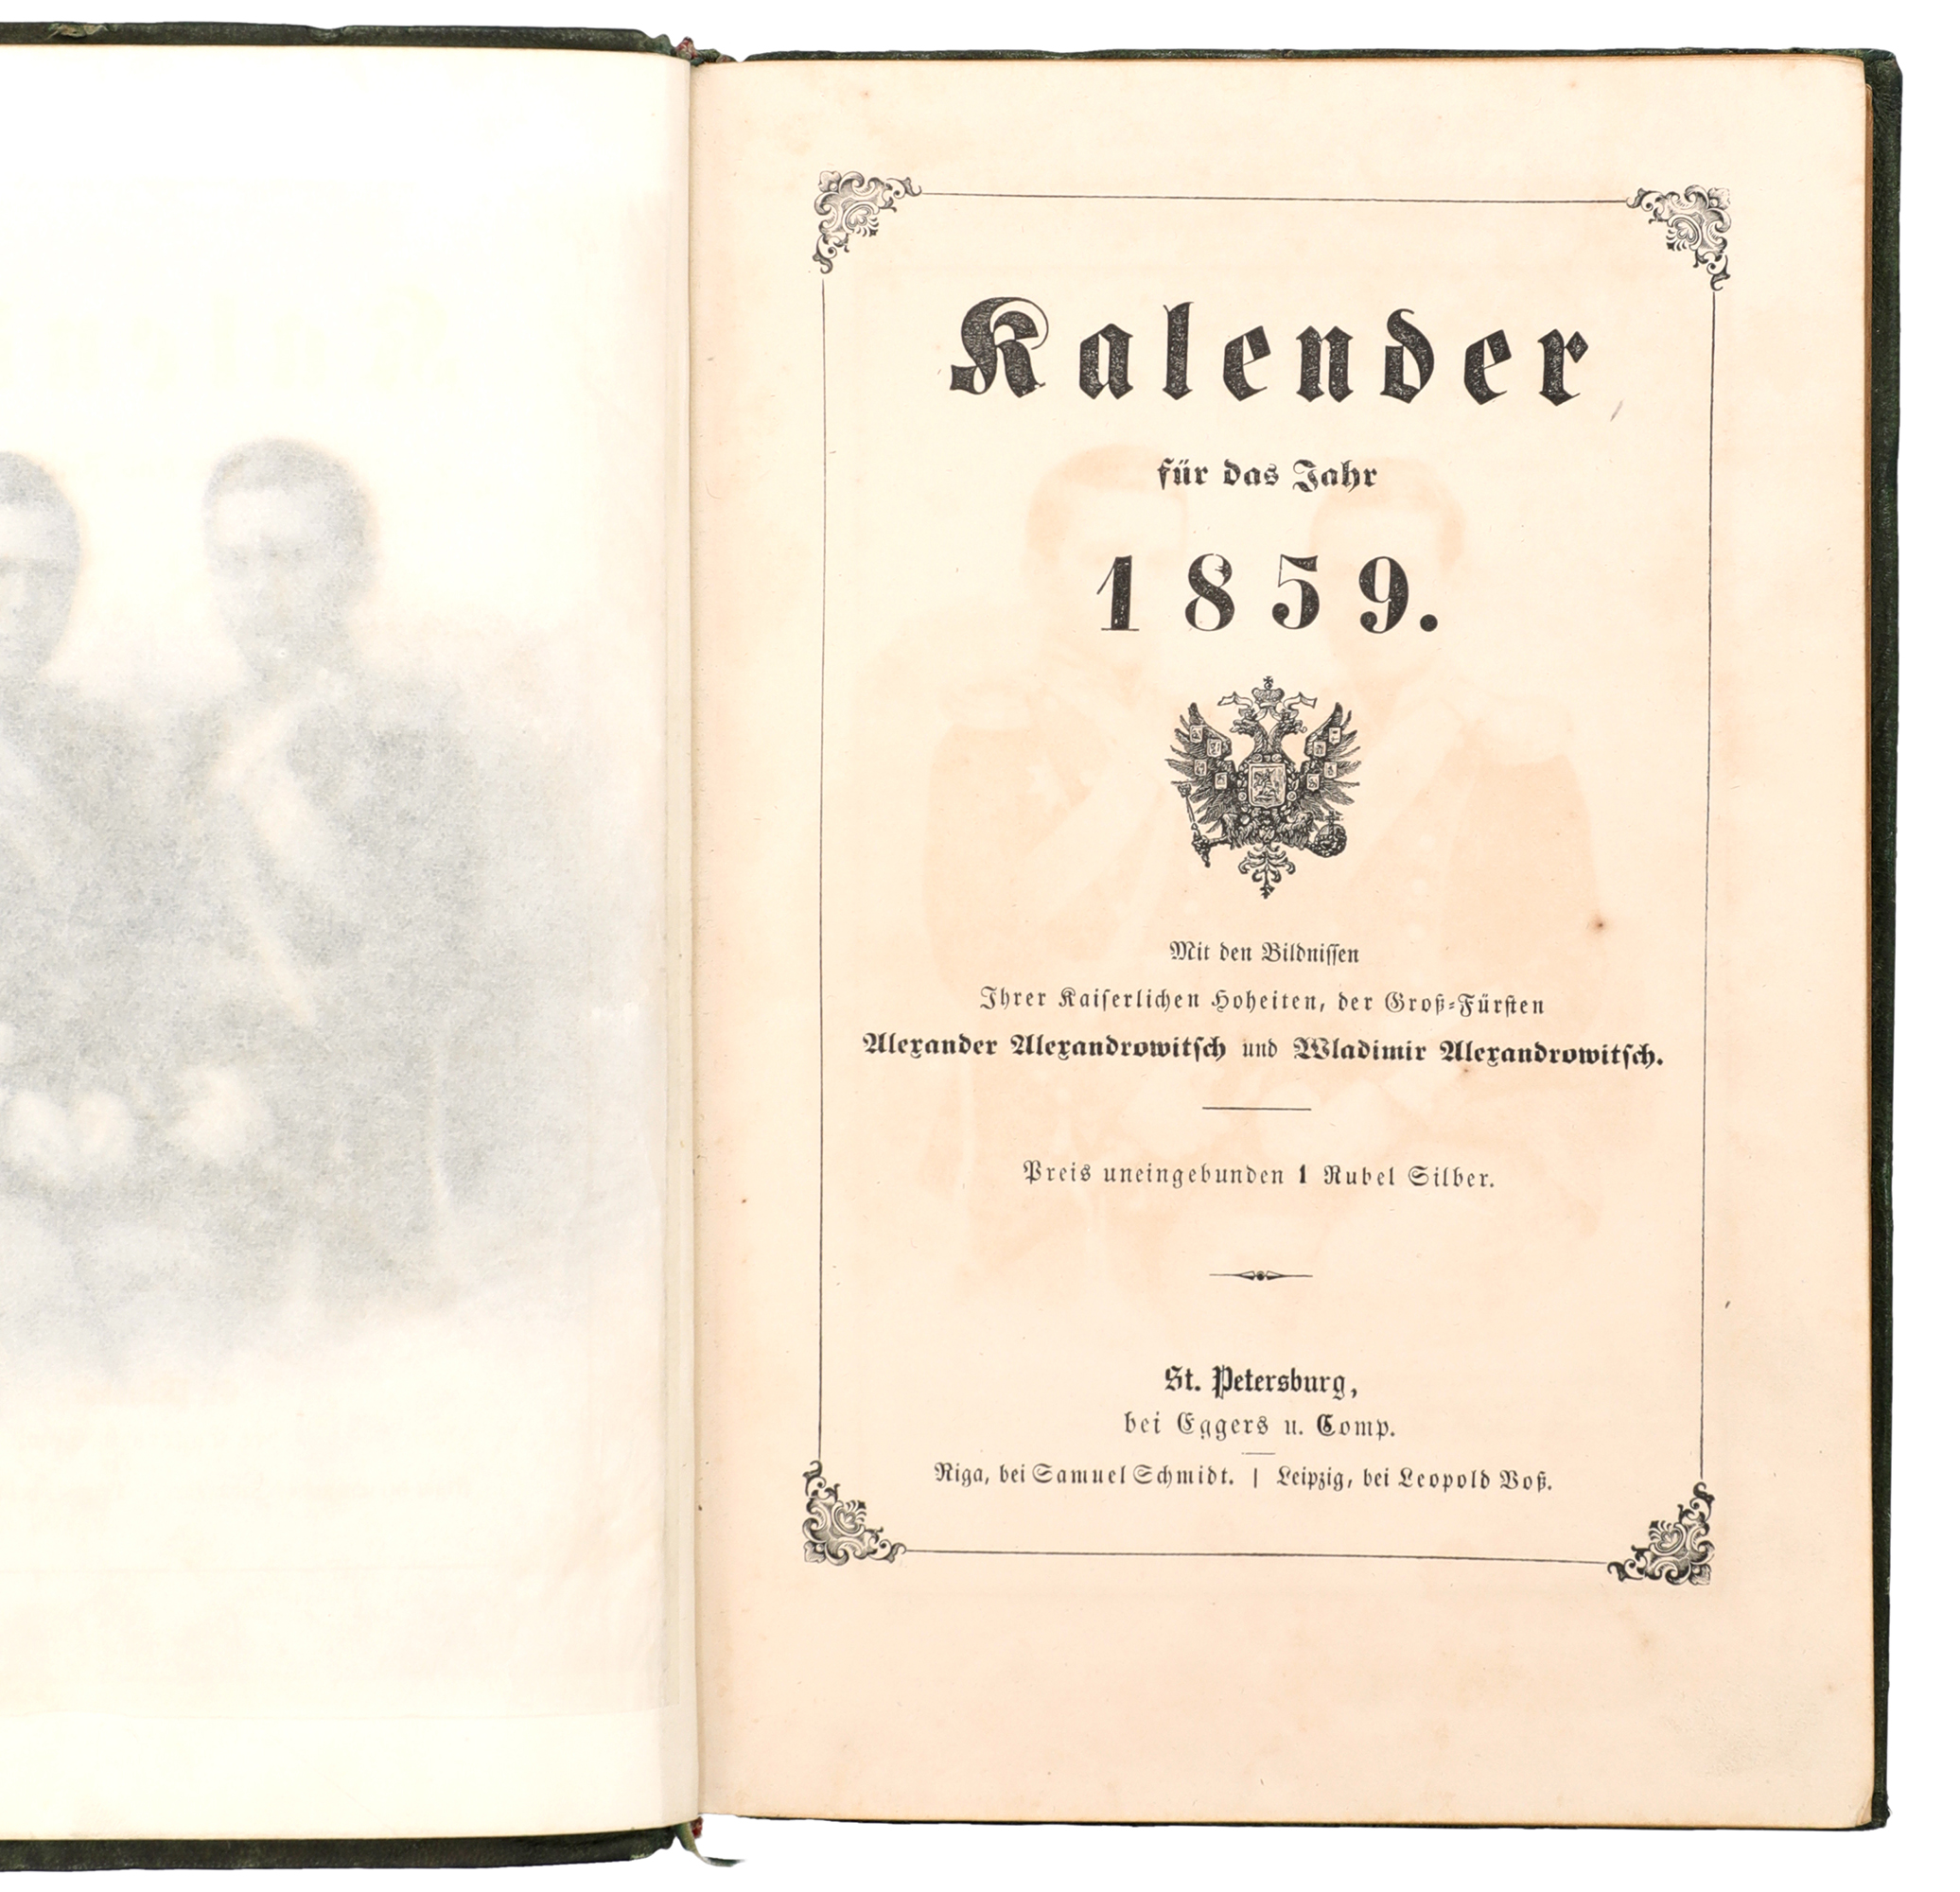 Kalender
für das Jahr
1859.
Mit den Bildniſſen
Ihrer Kaiſerlichen Hoheiten, der Groß-Fürſten
Alexander Alexandrowitſch und Wladimir Alexandrowitſch.
Preis uneingebunden 1 Rubel Silber.
St. Petersburg,
bei Eggers u. Comp.
Riga, bei Samuel Schmidt. | Leipzig, bei Leopold Voß.